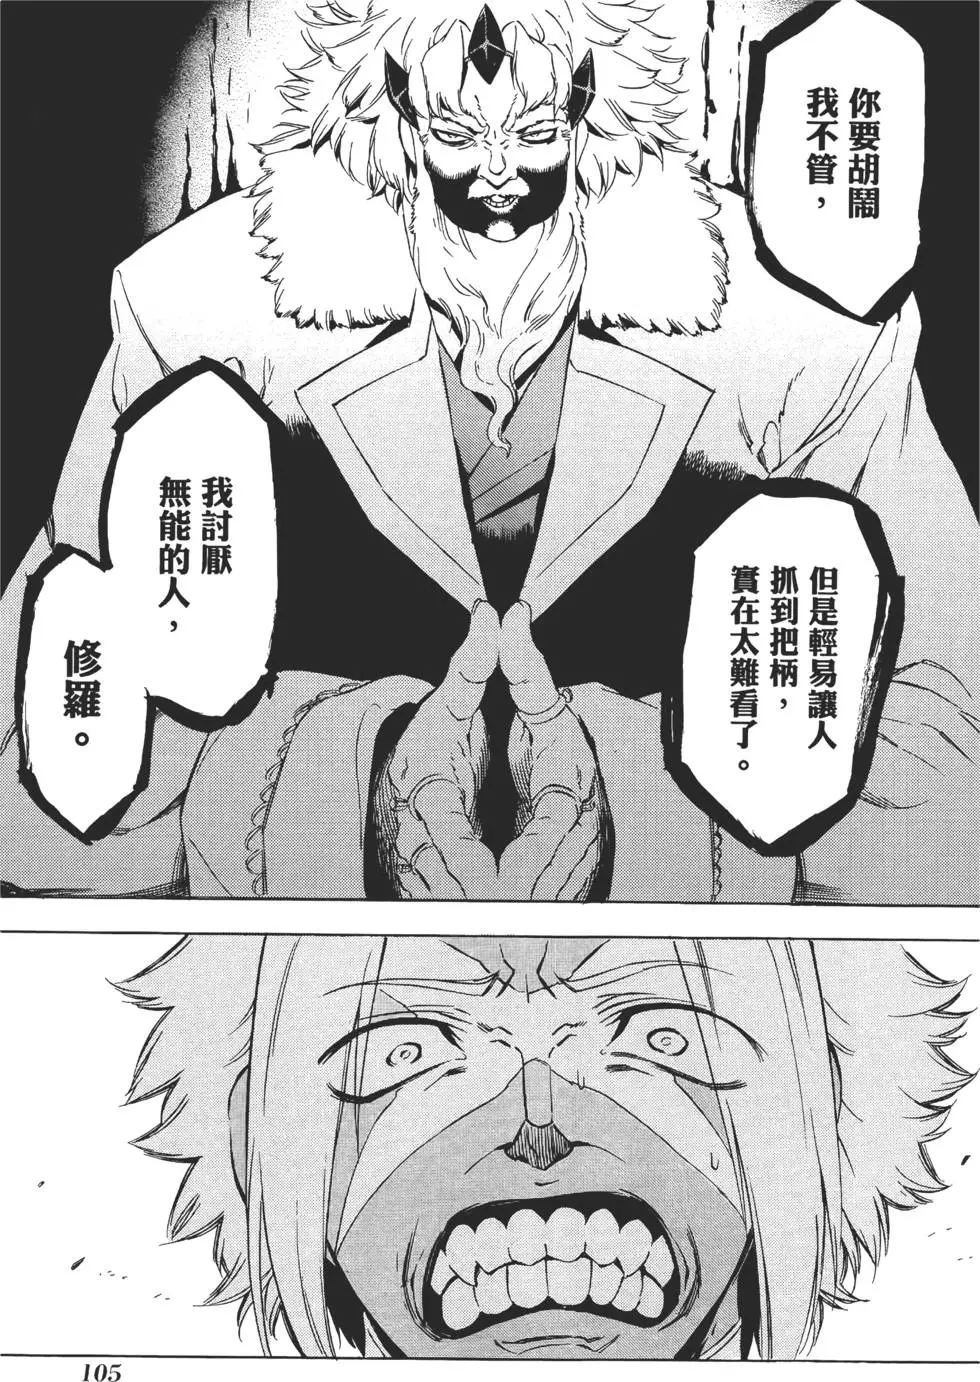 你要胡鬧
我不管，
但是輕易讓人
抓到把柄，
實在太難看了。
我討厭
無能的人，
修羅。
105